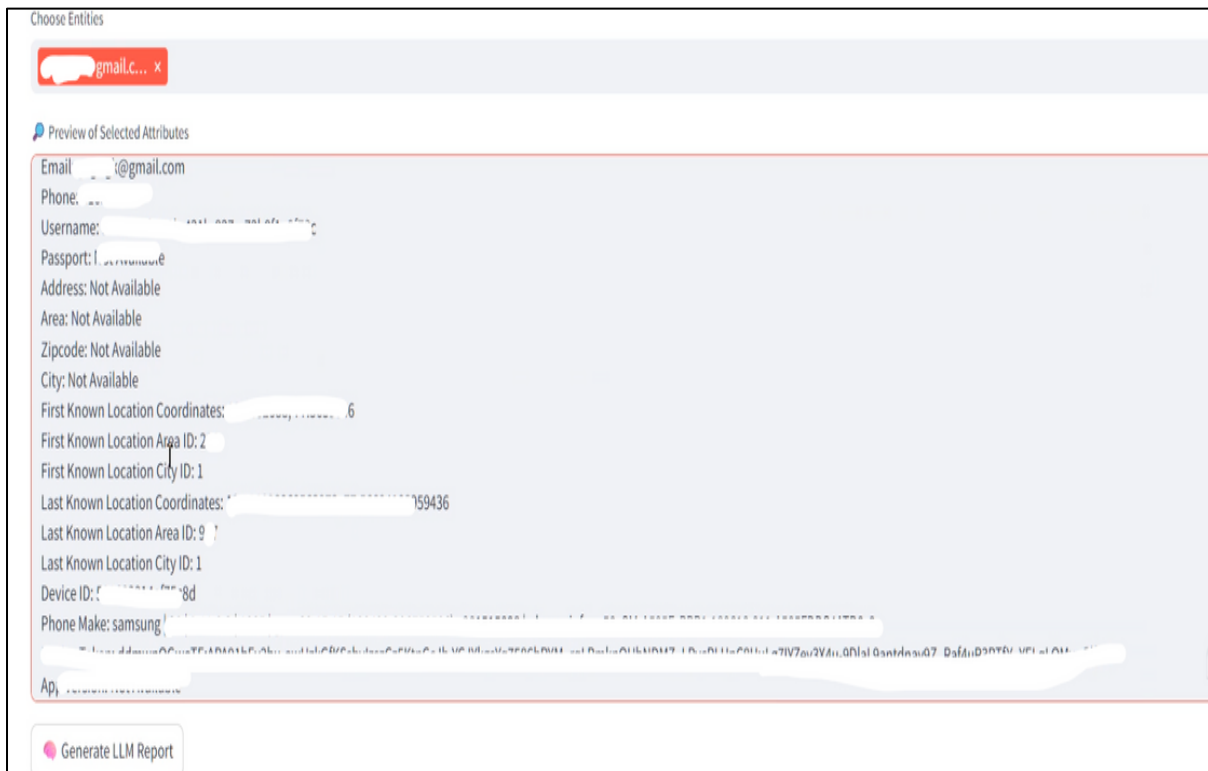 Choose Entities
gmail.c... ×
Preview of Selected Attributes
Email @gmail.com
Phone:
Username:
Passport:
Address: Not Available
Area: Not Available
Zipcode: Not Available
City: Not Available
First Known Location Coordinates: 6
First Known Location Area ID: 2
First Known Location City ID: 1
Last Known Location Coordinates: 059436
Last Known Location Area ID: 9
Last Known Location City ID: 1
Device ID: 8d
Phone Make: samsung
Generate LLM Report